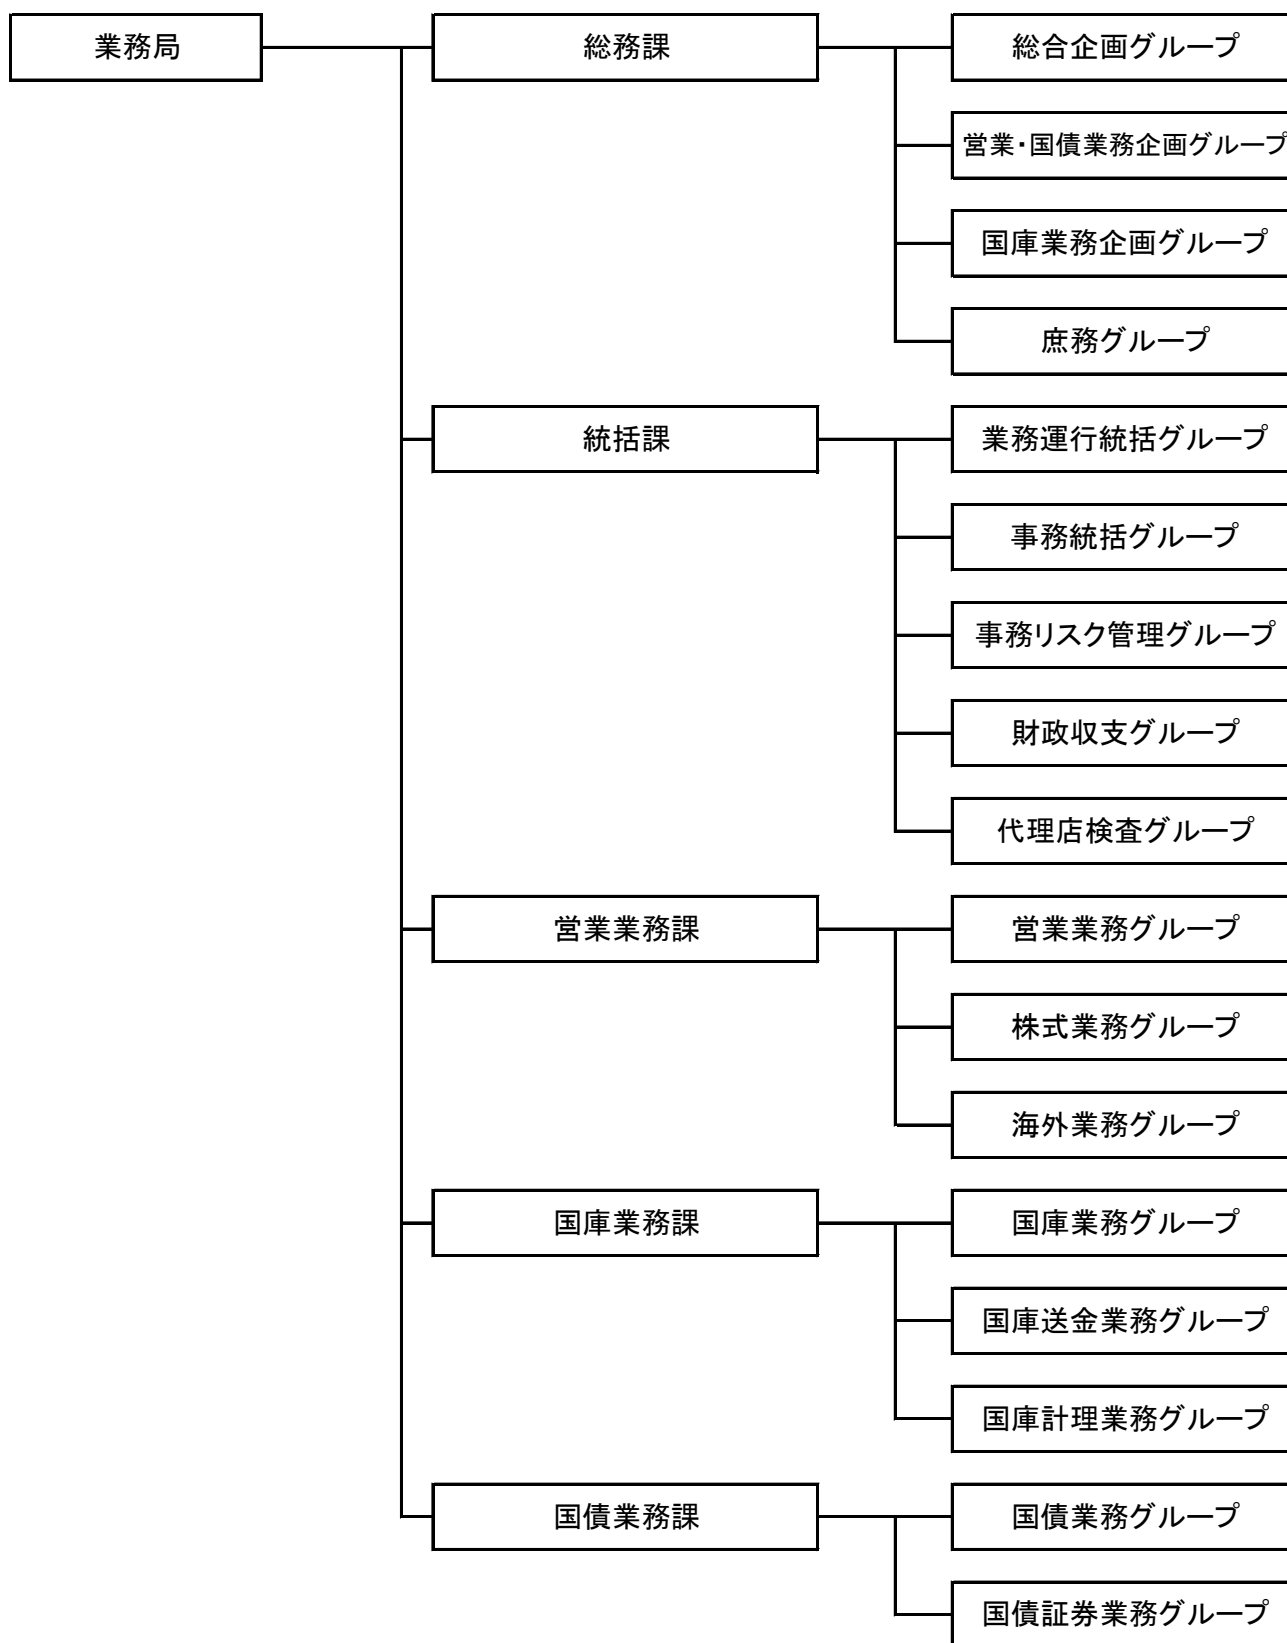 業務局
総務課
総合企画グループ
営業・国債業務企画グループ
国庫業務企画グループ
庶務グループ
統括課
業務運行統括グループ
事務統括グループ
事務リスク管理グループ
財政収支グループ
代理店検査グループ
営業業務課
営業業務グループ
株式業務グループ
海外業務グループ
国庫業務課
国庫業務グループ
国庫送金業務グループ
国庫計理業務グループ
国債業務課
国債業務グループ
国債証券業務グループ